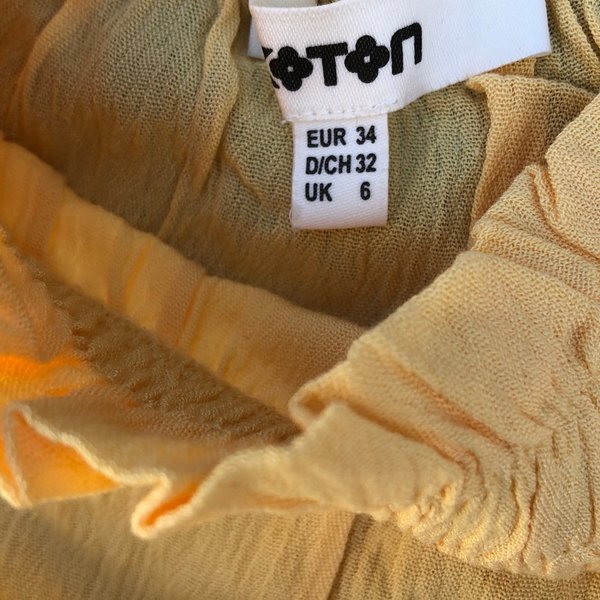 KOTON
EUR 34
D/CH 32
UK 6